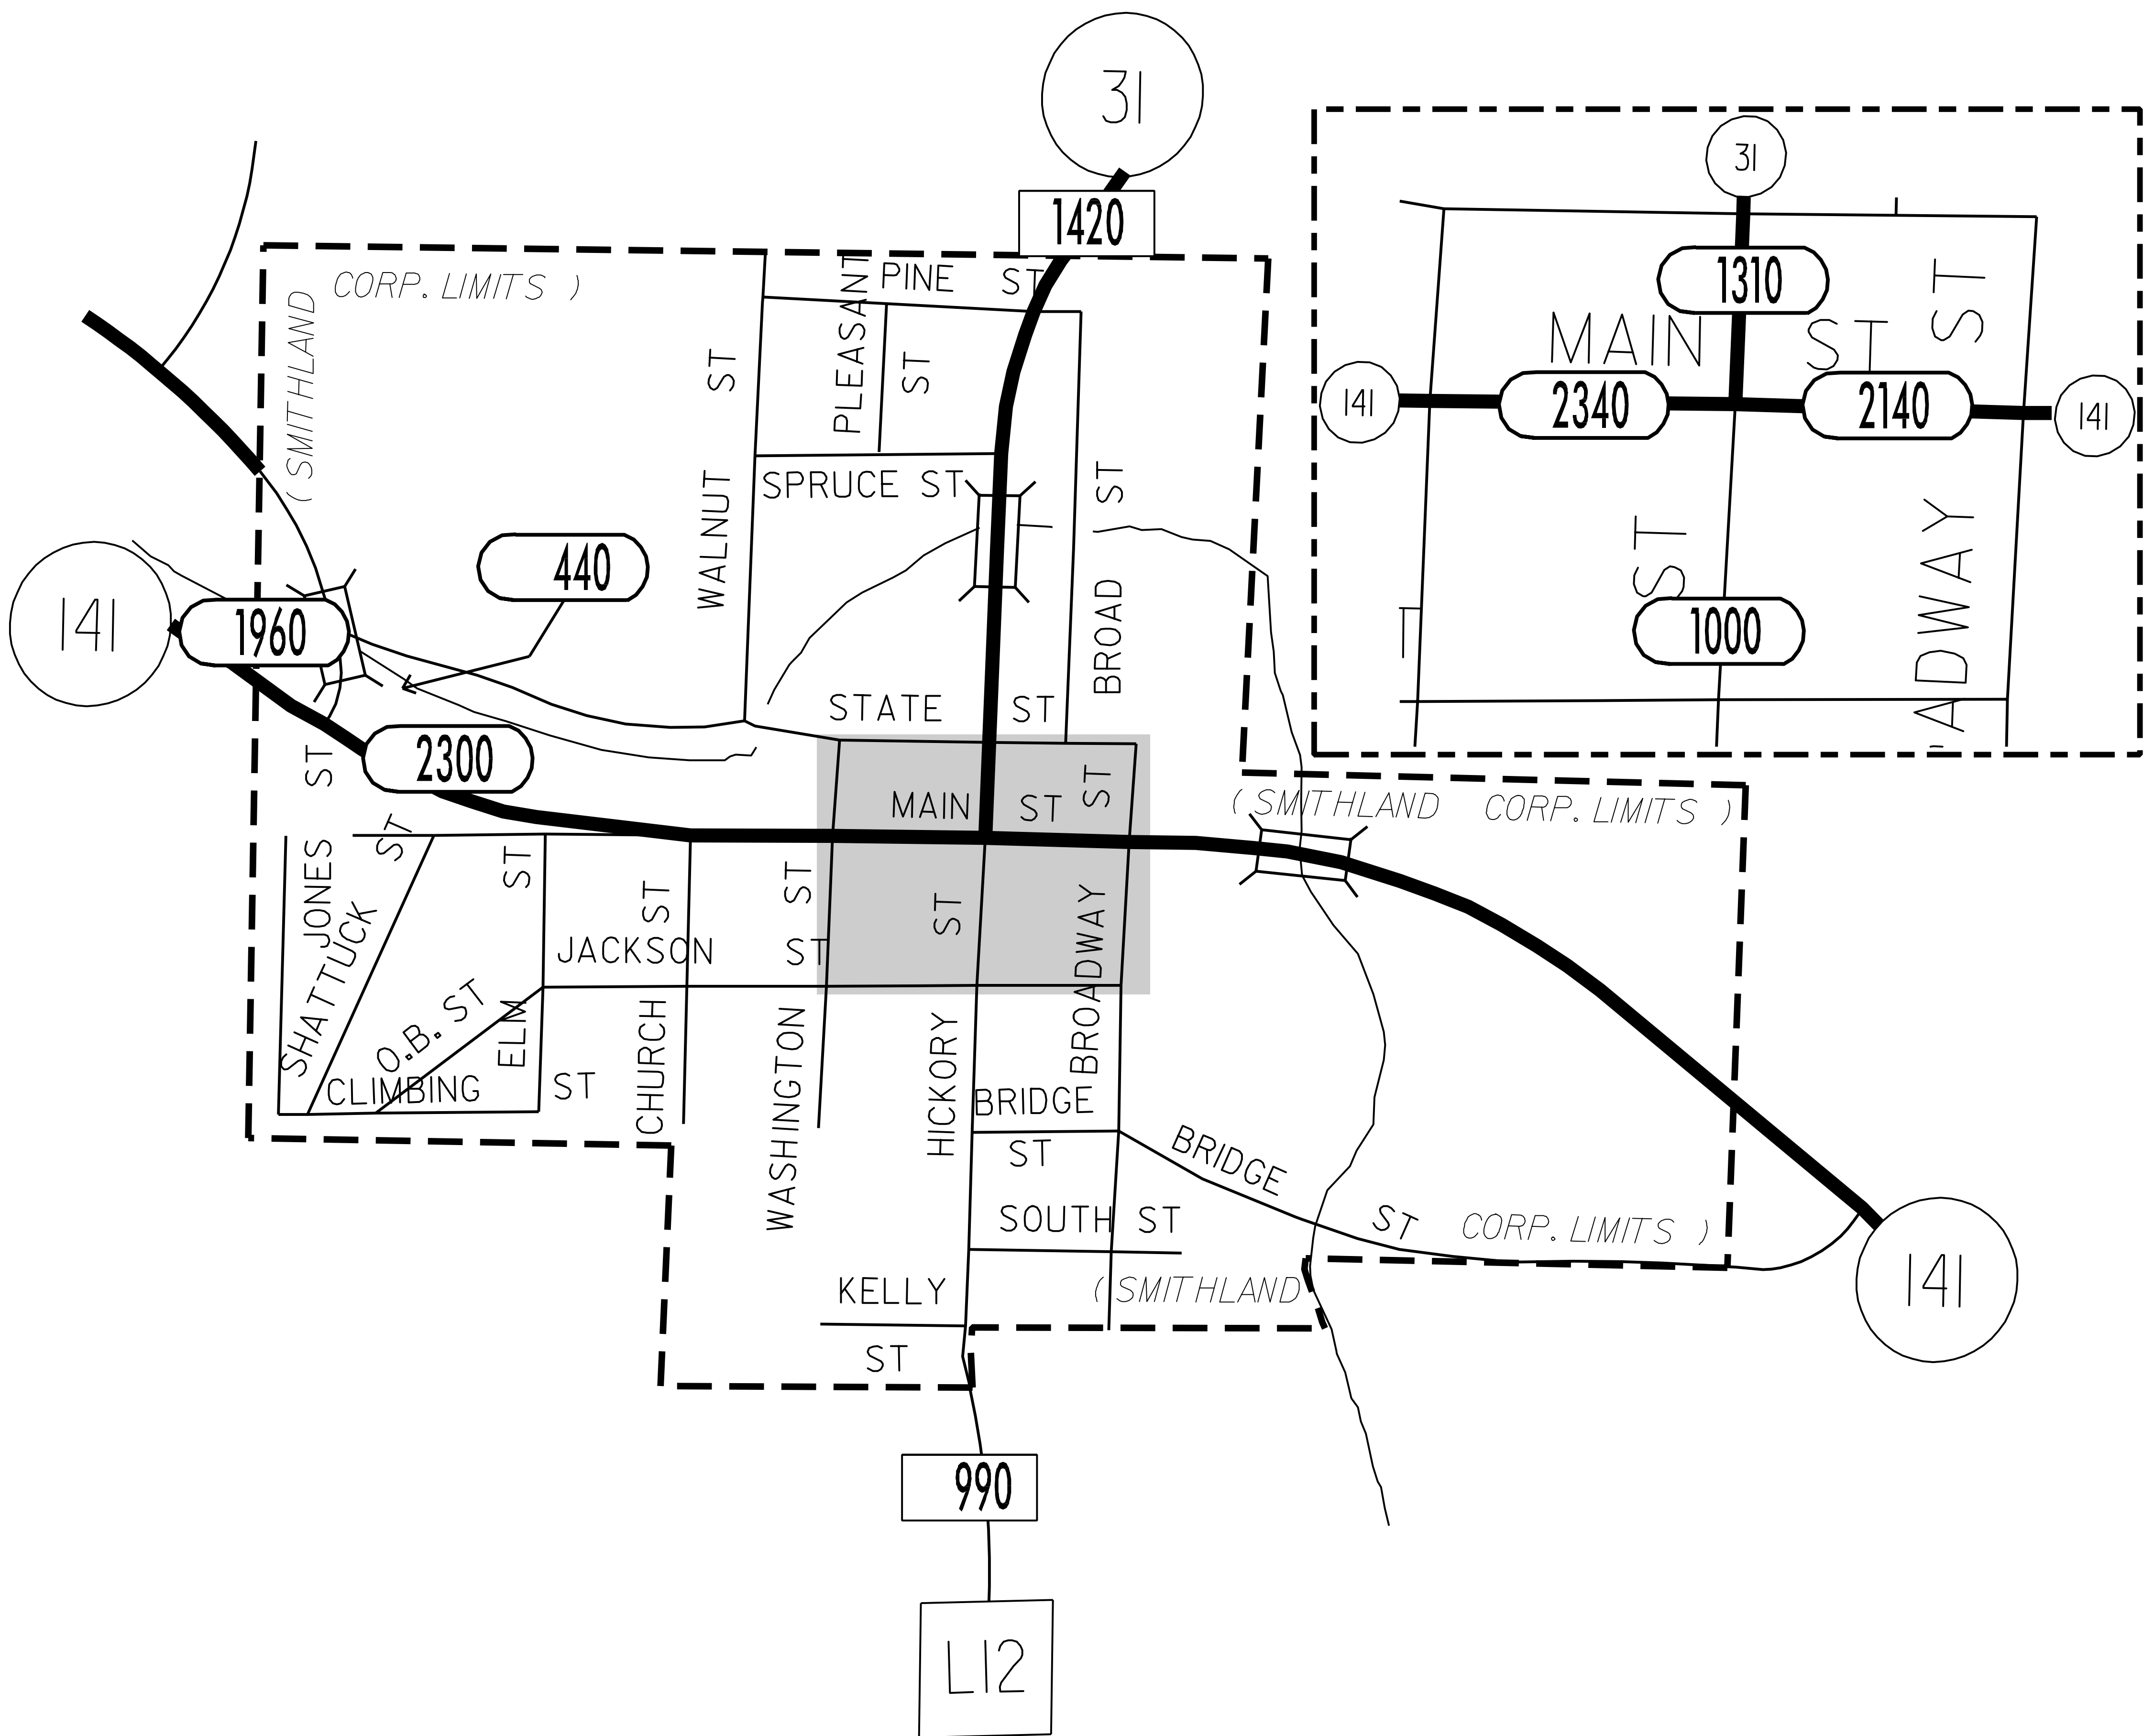 31
1420
( SMITHLAND CORP. LIMITS )
PINE ST
PLEASANT ST
WALNUT ST
SPRUCE ST
BROAD ST
440
141
1960
2300
STATE ST
MAIN ST
JONES ST
SHATTUCK ST
O.B. ST
ELM ST
JACKSON ST
CLIMBING ST
CHURCH ST
WASHINGTON ST
HICKORY ST
BROADWAY ST
BRIDGE ST
BRIDGE ST
SOUTH ST
KELLY ST
( SMITHLAND CORP. LIMITS )
( SMITHLAND CORP. LIMITS )
141
990
L12
31
1310
MAIN ST
141
2340
2140
141
ST
1000
T
ADWAY ST